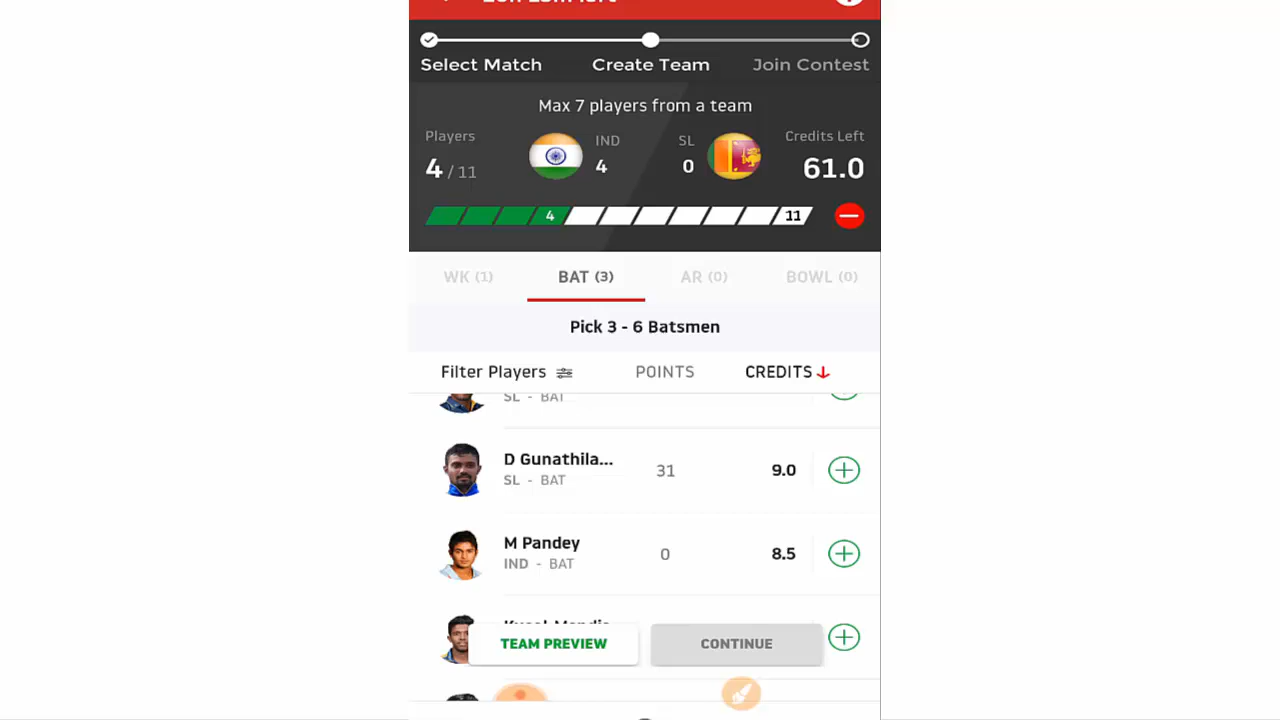 Select Match
Create Team
Join Contest
Max 7 players from a team
Players
IND
SL
Credits Left
4 / 11
4
0
61.0
4
11
WK (1)
BAT (3)
AR (0)
BOWL (0)
Pick 3 - 6 Batsmen
Filter Players
POINTS
CREDITS
SL - BAT
D Gunathila...
31
9.0
SL - BAT
M Pandey
0
8.5
IND - BAT
TEAM PREVIEW
CONTINUE